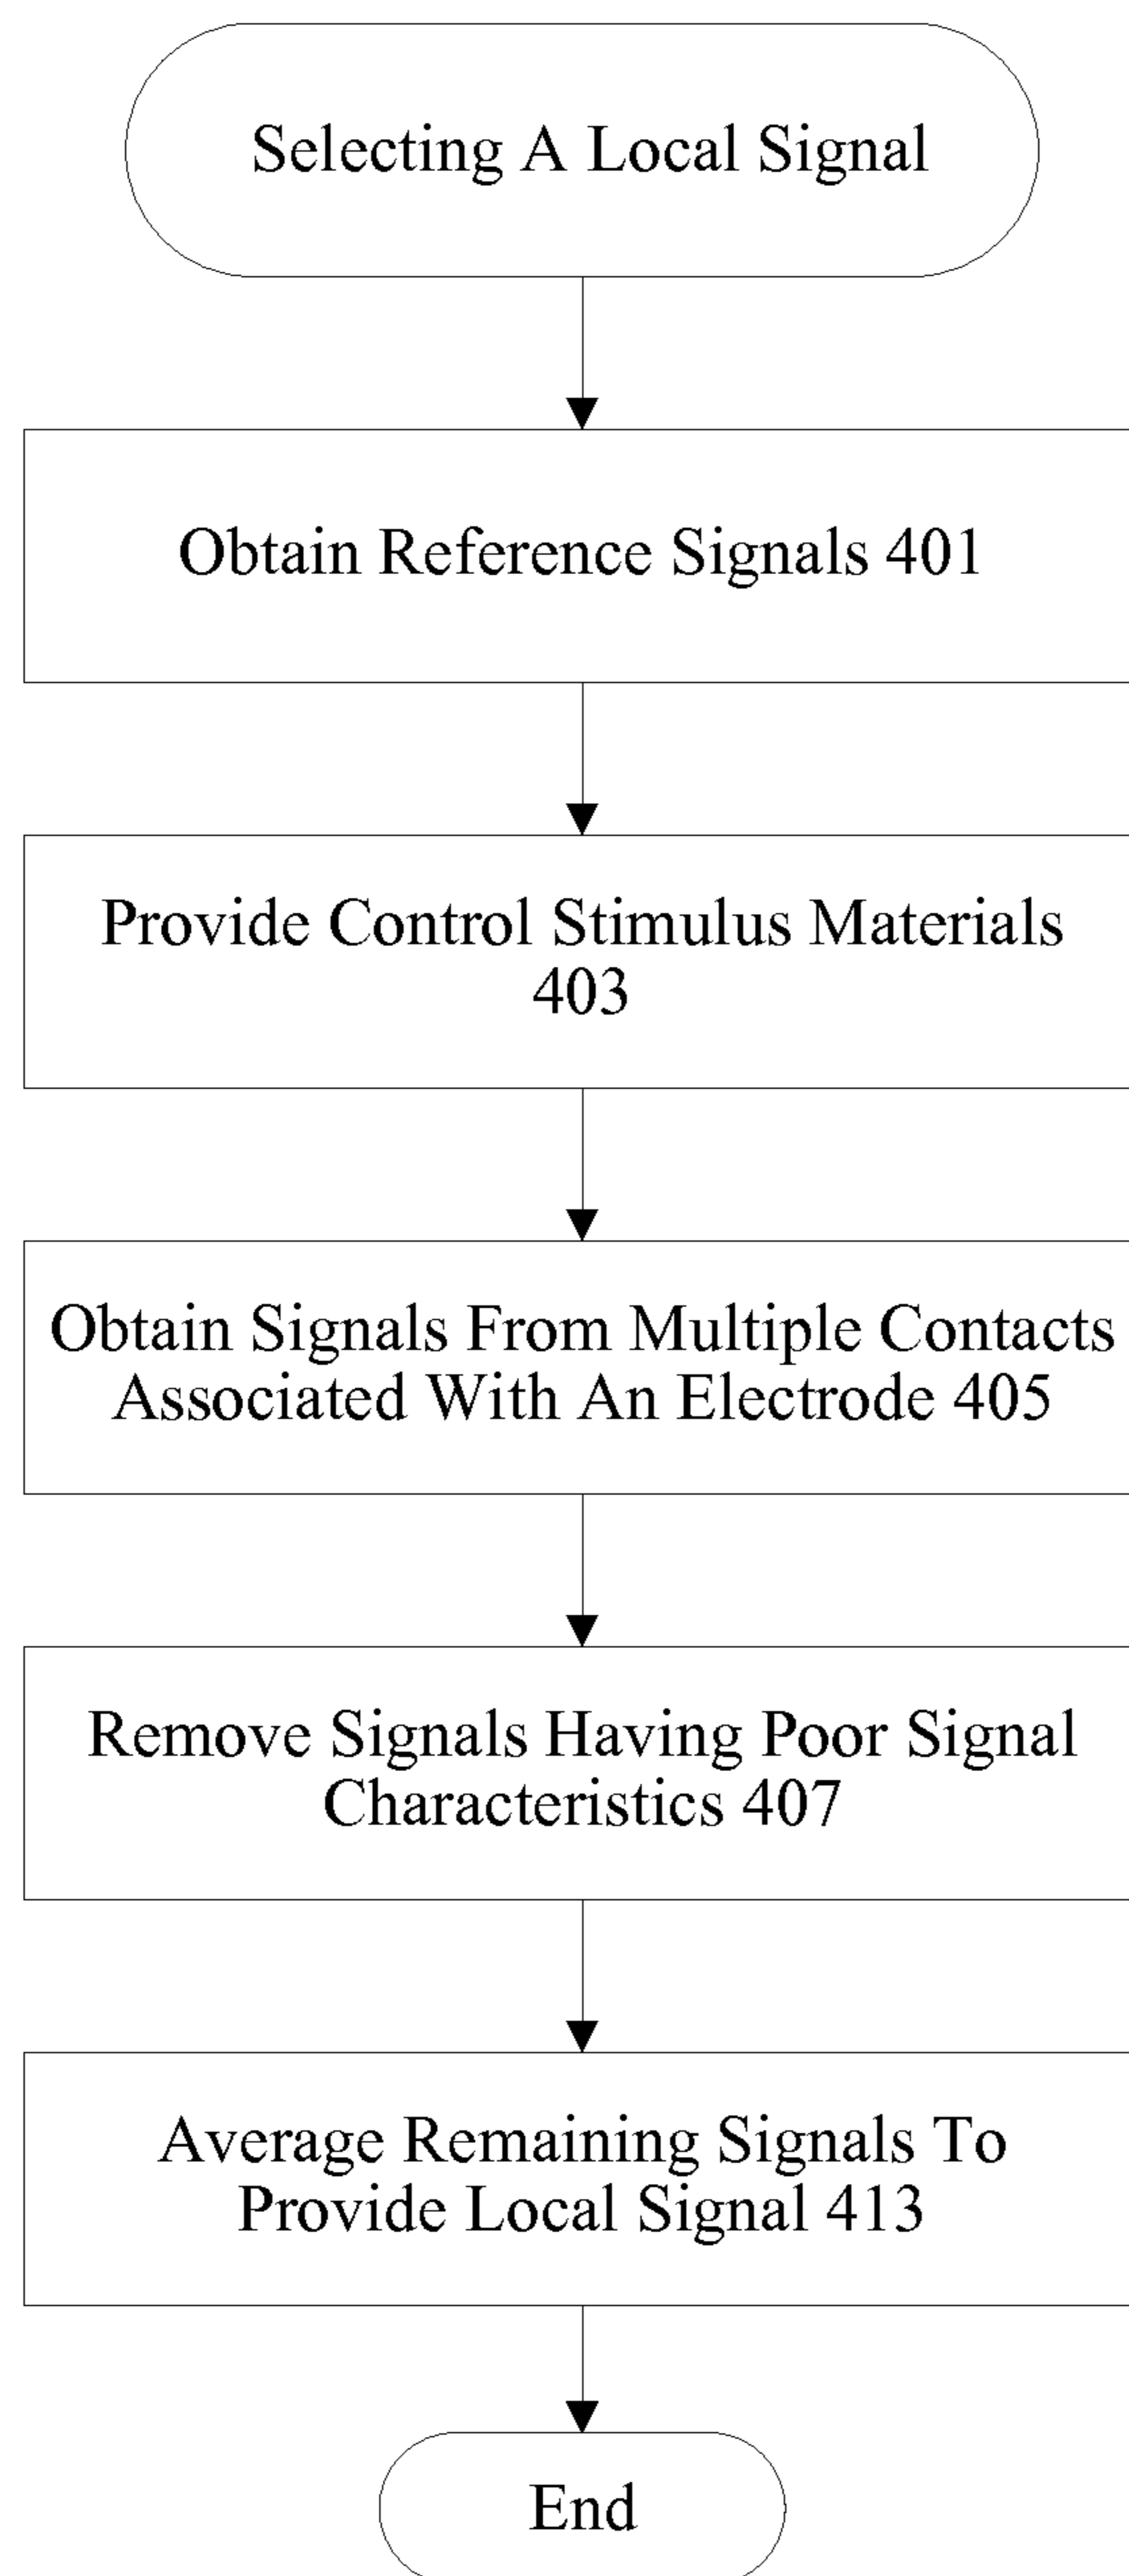 Selecting A Local Signal
Obtain Reference Signals 401
Provide Control Stimulus Materials
403
Obtain Signals From Multiple Contacts
Associated With An Electrode 405
Remove Signals Having Poor Signal
Characteristics 407
Average Remaining Signals To
Provide Local Signal 413
End